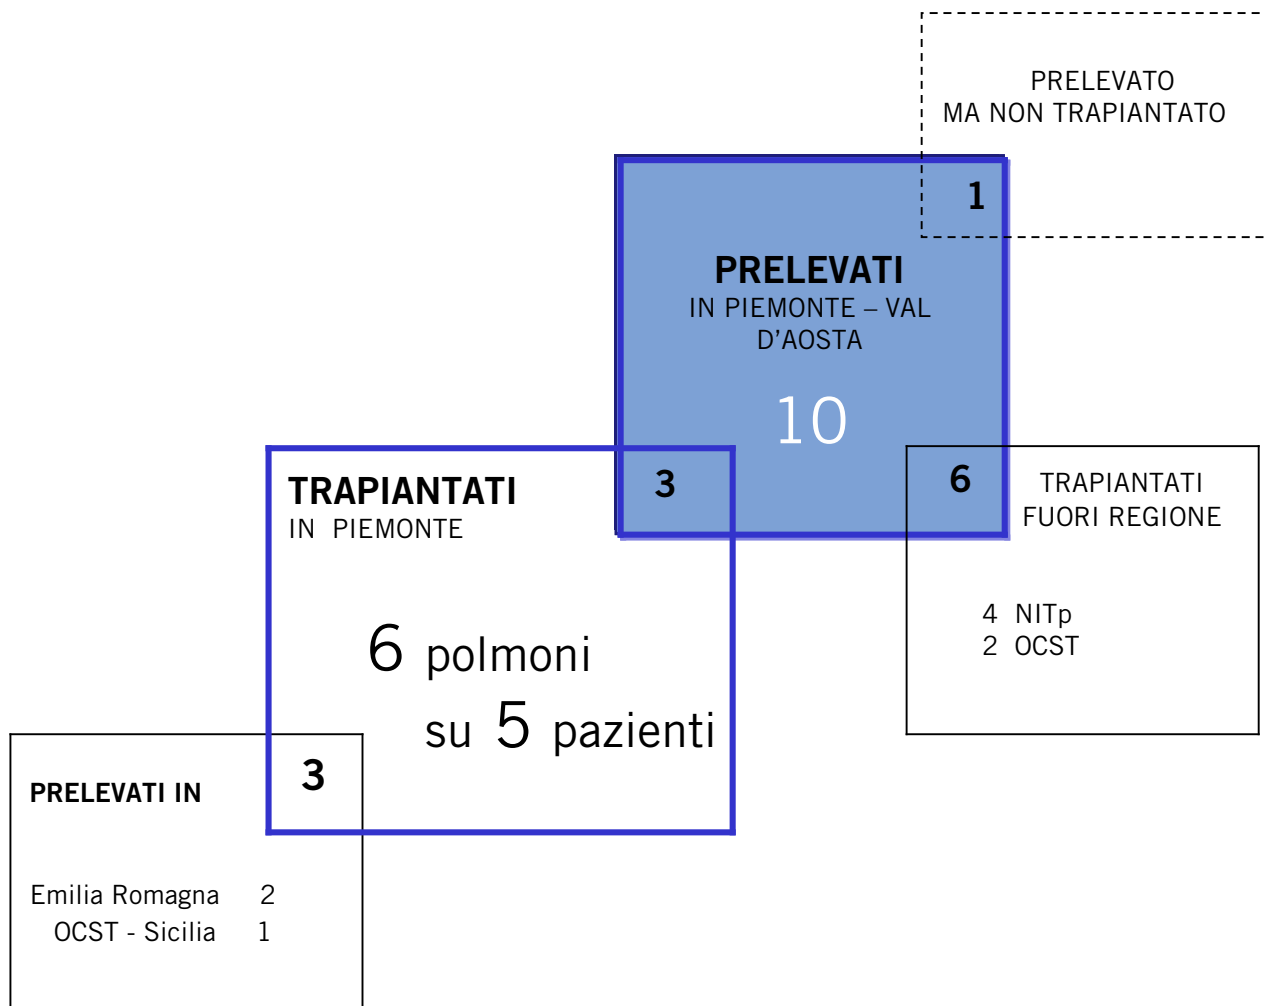 PRELEVATO
MA NON TRAPIANTATO
1
PRELEVATI
IN PIEMONTE – VAL
D'AOSTA
10
3
6
TRAPIANTATI
FUORI REGIONE
4 NITp
2 OCST
TRAPIANTATI
IN PIEMONTE
6 polmoni
su 5 pazienti
3
PRELEVATI IN
Emilia Romagna 2
OCST - Sicilia 1